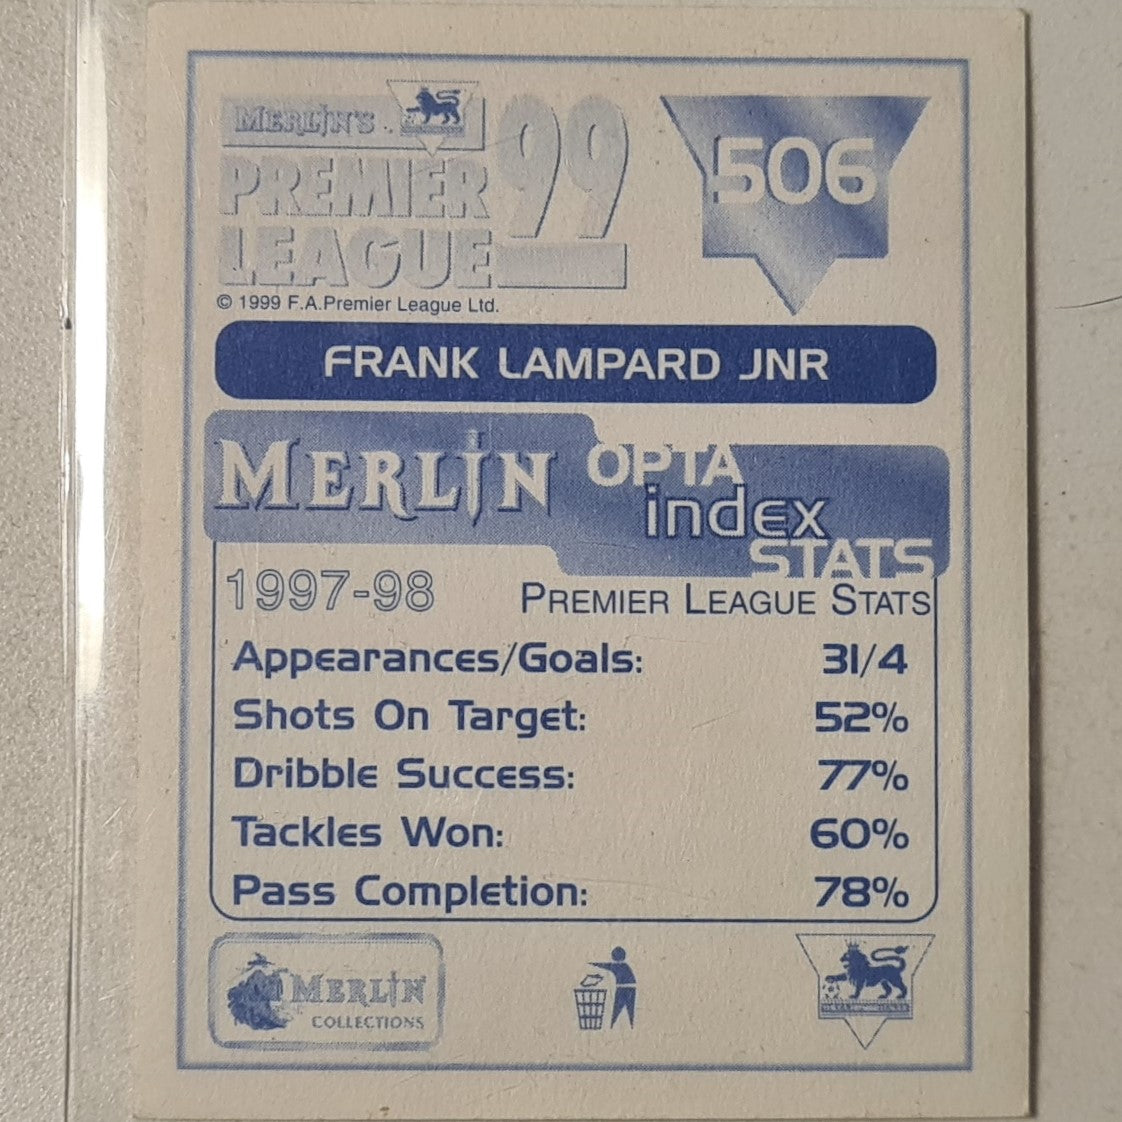 MERLIN'S
PREMIER
LEAGUE
99
© 1999 F.A.Premier League Ltd.
506
FRANK LAMPARD JNR
MERLIN
OPTA
index
STATS
1997-98 PREMIER LEAGUE STATS
Appearances/Goals: 31/4
Shots On Target: 52%
Dribble Success: 77%
Tackles Won: 60%
Pass Completion: 78%
MERLIN
COLLECTIONS